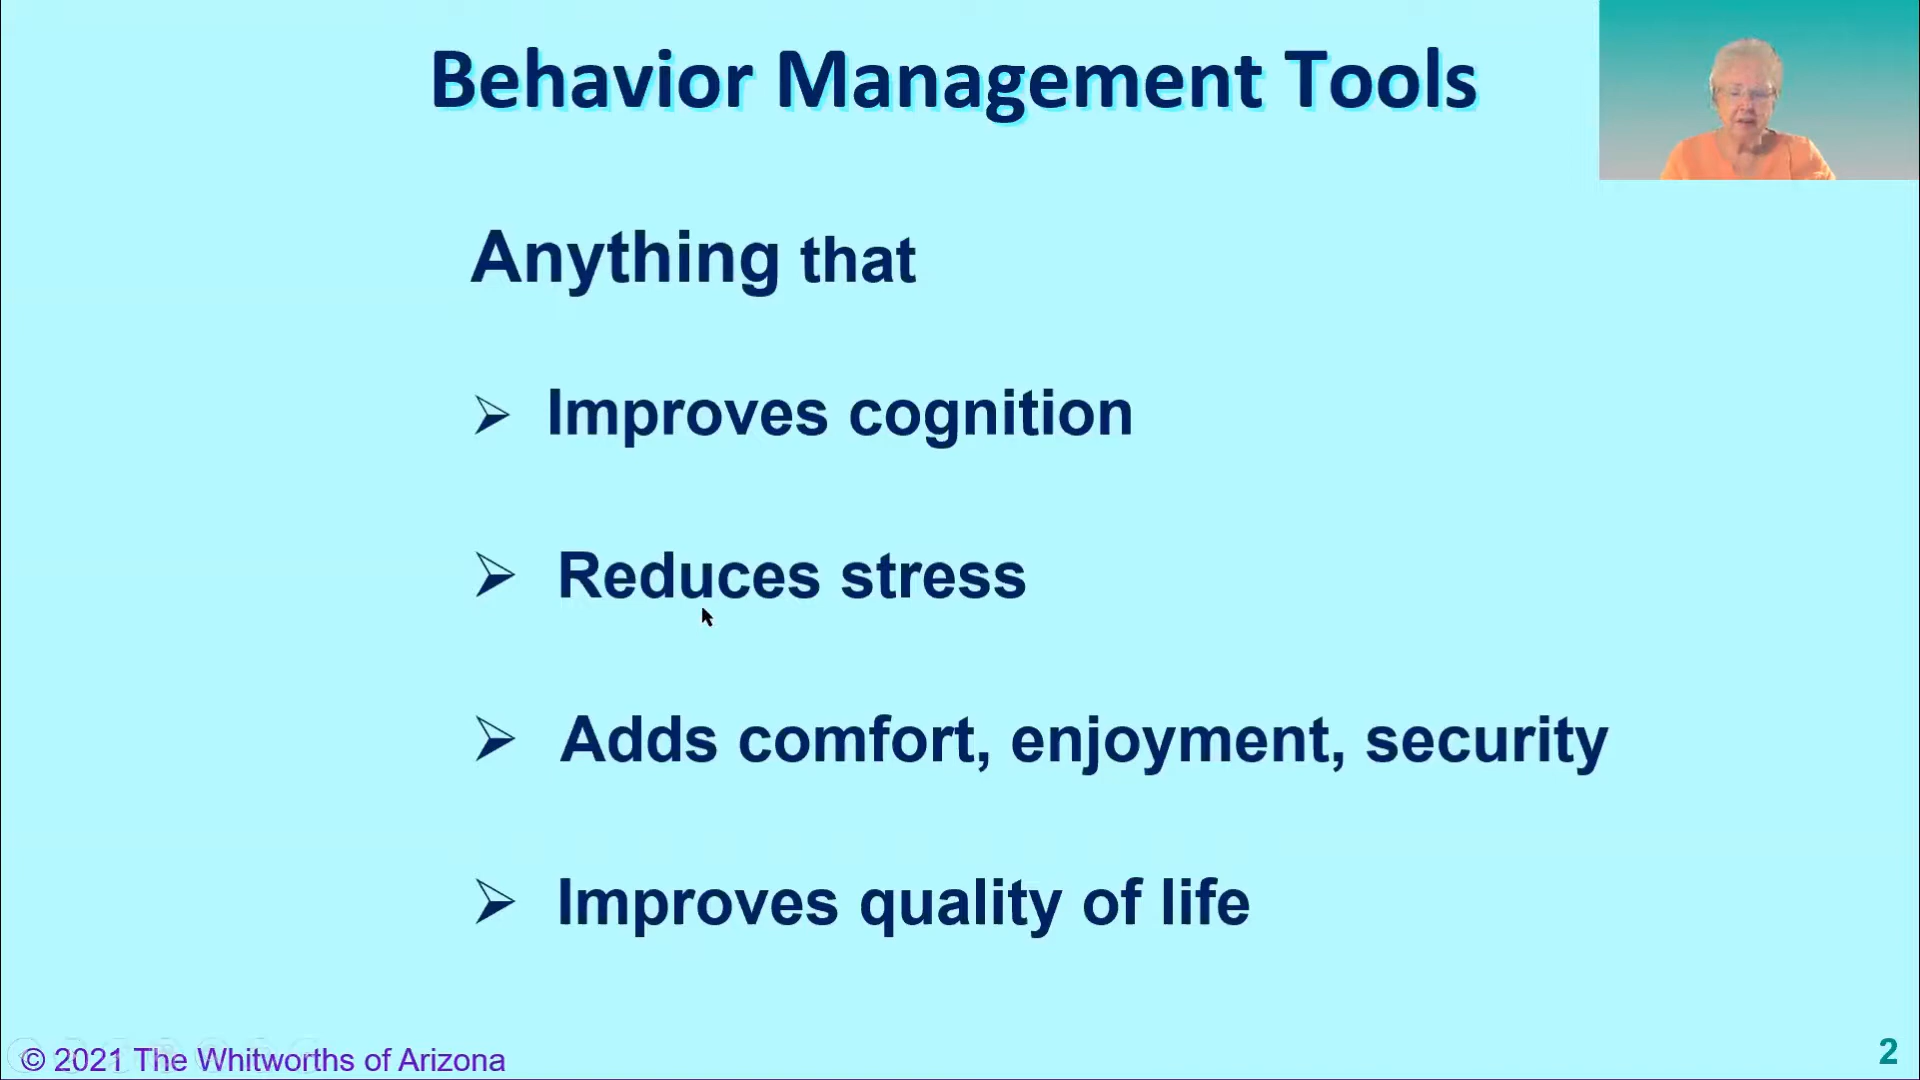 Behavior Management Tools
Anything that
➢ Improves cognition
➢ Reduces stress
➢ Adds comfort, enjoyment, security
➢ Improves quality of life
© 2021 The Whitworths of Arizona
2